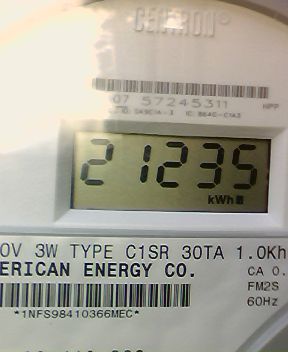 CENTRON®
07 57245311 HPP
21235
kWh
0V 3W TYPE C1SR 30TA 1.0Kh
ERICAN ENERGY CO.
CA 0.
FM2S
60Hz
*1NFS98410366MEC*